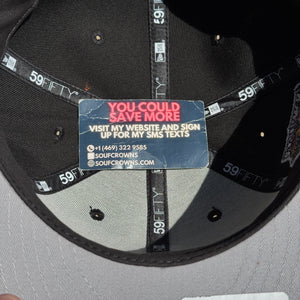 59FIFTY
59FIFTY
YOU COULD
SAVE MORE
VISIT MY WEBSITE AND SIGN
UP FOR MY SMS TEXTS
+1 (469) 322 9585
SOUFCROWNS
SOUFCROWNS.COM
59FIFTY
59FIFTY
59FIFTY